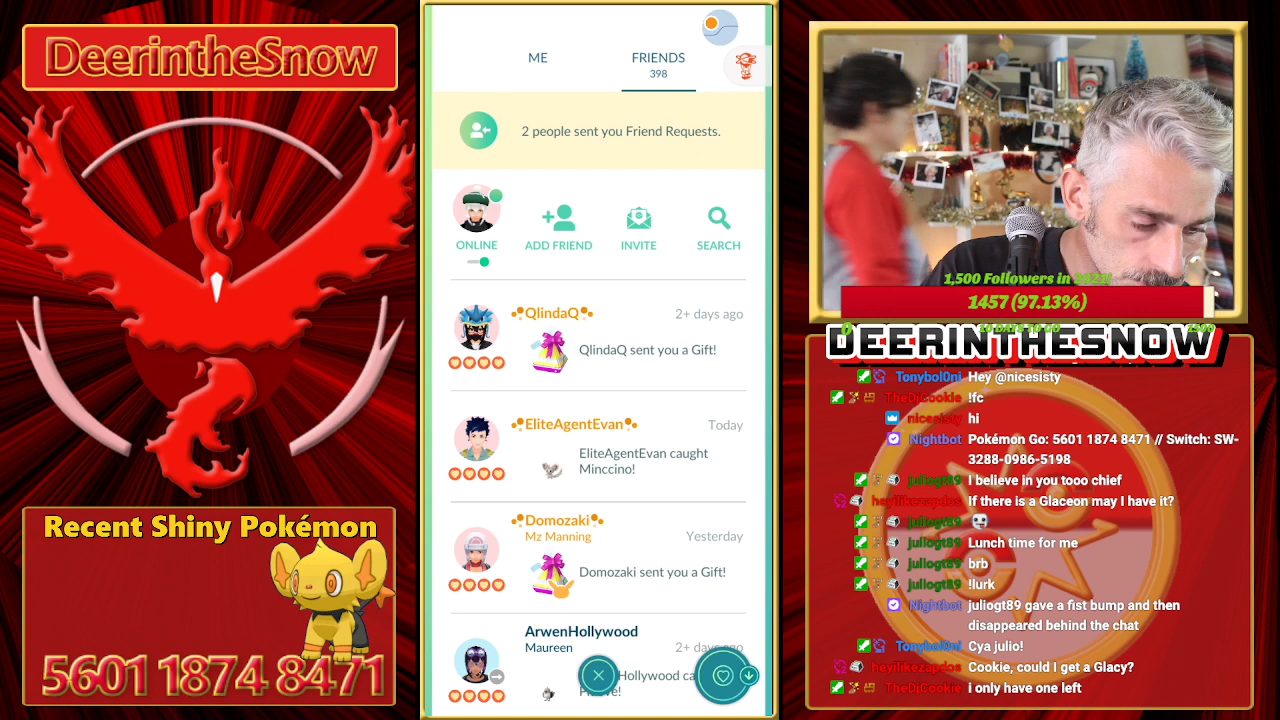 DeerintheSnow
Recent Shiny Pokémon
5601 1874 8471
ME
FRIENDS
398
2 people sent you Friend Requests.
ONLINE
ADD FRIEND
INVITE
SEARCH
QlindaQ
2+ days ago
QlindaQ sent you a Gift!
EliteAgentEvan
Today
EliteAgentEvan caught
Minccino!
Domozaki
Mz Manning
Yesterday
Domozaki sent you a Gift!
ArwenHollywood
Maureen
2+ days
Hollywood
1,500 Followers in 2021!
1457 (97.13%)
0
1500
DEERINTHESNOW
Tonybol0ni Hey @nicesisty
TheDjCookie !fc
nicesisty hi
Nightbot Pokémon Go: 5601 1874 8471 // Switch: SW-
3288-0986-5198
juliogt89 I believe in you tooo chief
heyilikezapdos If there is a Glaceon may I have it?
juliogt89
juliogt89 Lunch time for me
juliogt89 brb
juliogt89 !lurk
Nightbot juliogt89 gave a fist bump and then
disappeared behind the chat
Tonybol0ni Cya julio!
heyilikezapdos Cookie, could I get a Glacy?
TheDjCookie i only have one left